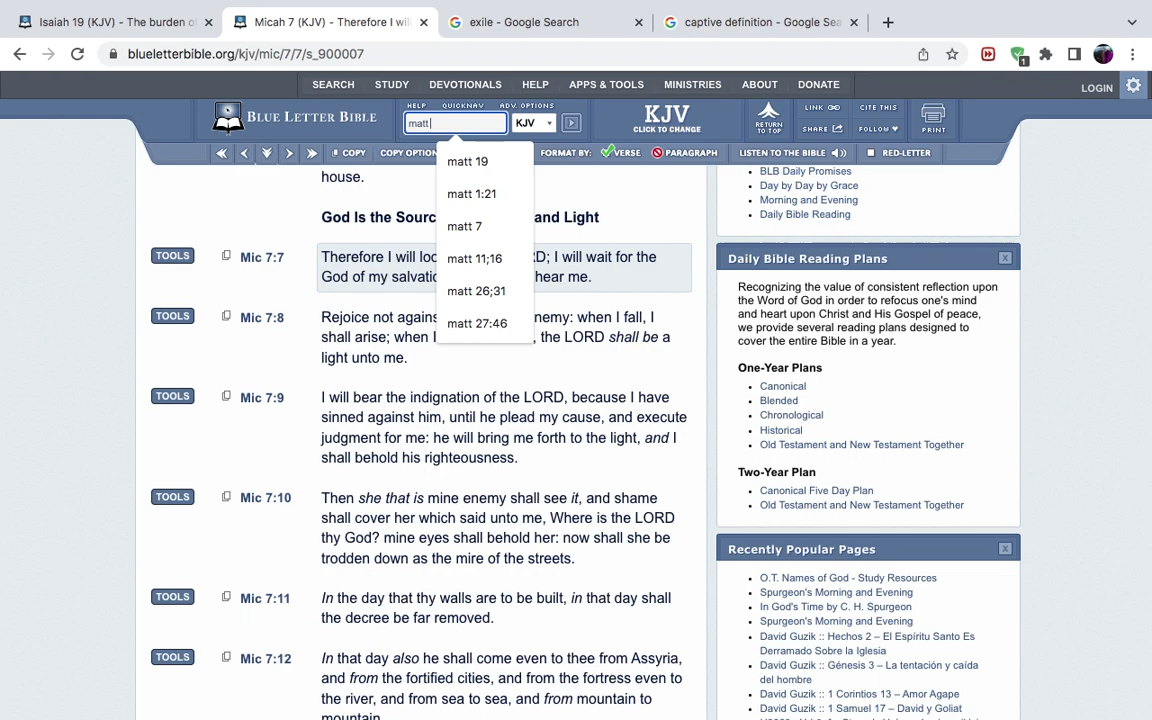 Isaiah 19 (KJV) - The burden o
Micah 7 (KJV) - Therefore I wil
exile - Google Search
captive definition - Google Sea
blueletterbible.org/kjv/mic/7/7/s_900007
1
SEARCH STUDY DEVOTIONALS HELP APPS & TOOLS MINISTRIES ABOUT DONATE
LOGIN
BLUE LETTER BIBLE
HELP QUICKNAV ADV. OPTIONS
matt
KJV
KJV
CLICK TO CHANGE
RETURN
TO TOP
LINK
CITE THIS
SHARE
FOLLOW
PRINT
COPY
COPY OPTION
FORMAT BY:
VERSE
PARAGRAPH
LISTEN TO THE BIBLE
RED-LETTER
matt 19
matt 1:21
matt 7
matt 11;16
matt 26;31
matt 27:46
house.
God Is the Sour and Light
TOOLS
Mic 7:7
Therefore I will loo RD; I will wait for the
God of my salvatio hear me.
TOOLS
Mic 7:8
Rejoice not agains nemy: when I fall, I
shall arise; when I , the LORD shall be a
light unto me.
TOOLS
Mic 7:9
I will bear the indignation of the LORD, because I have
sinned against him, until he plead my cause, and execute
judgment for me: he will bring me forth to the light, and I
shall behold his righteousness.
TOOLS
Mic 7:10
Then she that is mine enemy shall see it, and shame
shall cover her which said unto me, Where is the LORD
thy God? mine eyes shall behold her: now shall she be
trodden down as the mire of the streets.
TOOLS
Mic 7:11
In the day that thy walls are to be built, in that day shall
the decree be far removed.
TOOLS
Mic 7:12
In that day also he shall come even to thee from Assyria,
and from the fortified cities, and from the fortress even to
the river, and from sea to sea, and from mountain to
mountain.
BLB Daily Promises
Day by Day by Grace
Morning and Evening
Daily Bible Reading
Daily Bible Reading Plans
Recognizing the value of consistent reflection upon
the Word of God in order to refocus one's mind
and heart upon Christ and His Gospel of peace,
we provide several reading plans designed to
cover the entire Bible in a year.
One-Year Plans
Canonical
Blended
Chronological
Historical
Old Testament and New Testament Together
Two-Year Plan
Canonical Five Day Plan
Old Testament and New Testament Together
Recently Popular Pages
O.T. Names of God - Study Resources
Spurgeon's Morning and Evening
In God's Time by C. H. Spurgeon
Spurgeon's Morning and Evening
David Guzik :: Hechos 2 – El Espíritu Santo Es
Derramado Sobre la Iglesia
David Guzik :: Génesis 3 – La tentación y caída
del hombre
David Guzik :: 1 Corintios 13 – Amor Agape
David Guzik :: 1 Samuel 17 – David y Goliat